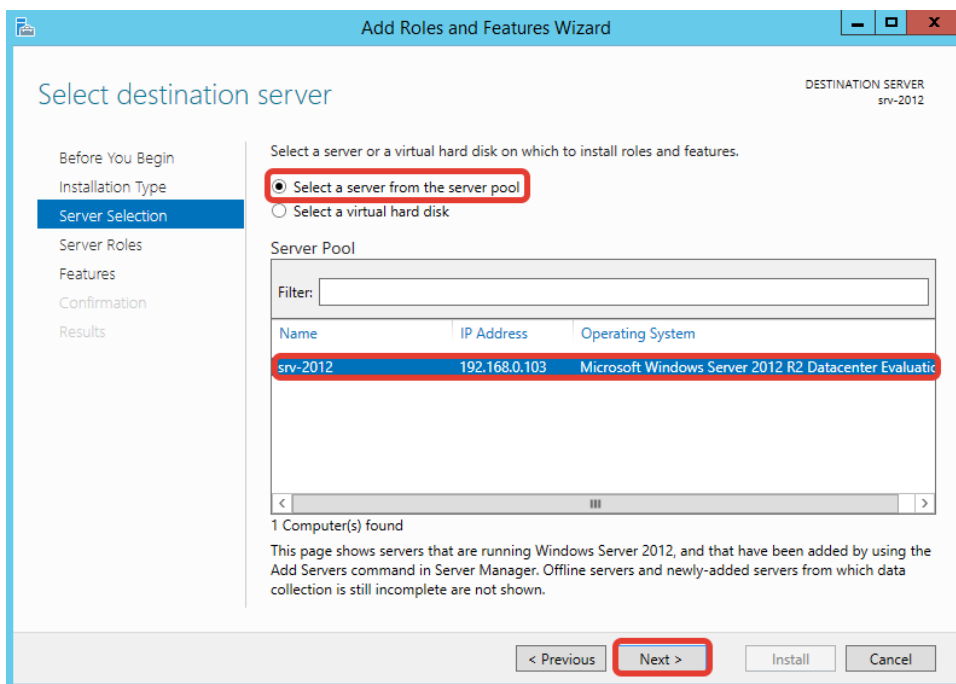 Add Roles and Features Wizard
Select destination server
DESTINATION SERVER
srv-2012
Before You Begin
Installation Type
Server Selection
Server Roles
Features
Confirmation
Results
Select a server or a virtual hard disk on which to install roles and features.
Select a server from the server pool
Select a virtual hard disk
Server Pool
Filter:
Name IP Address Operating System
srv-2012 192.168.0.103 Microsoft Windows Server 2012 R2 Datacenter Evaluatic
1 Computer(s) found
This page shows servers that are running Windows Server 2012, and that have been added by using the
Add Servers command in Server Manager. Offline servers and newly-added servers from which data
collection is still incomplete are not shown.
< Previous Next > Install Cancel